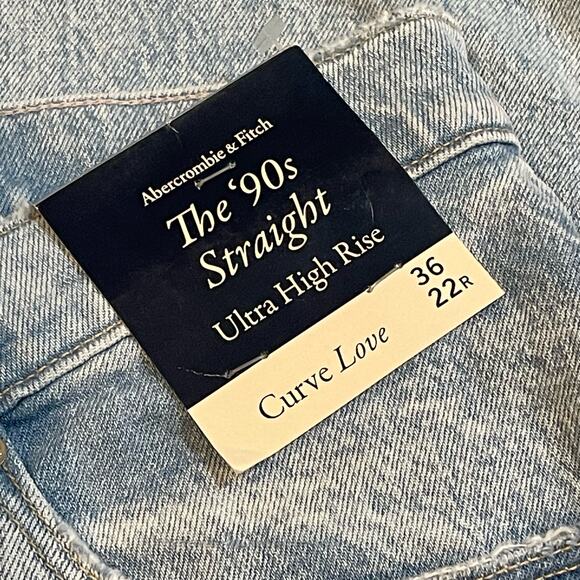 Abercrombie & Fitch
The '90s
Straight
Ultra High Rise
Curve Love
36
22R